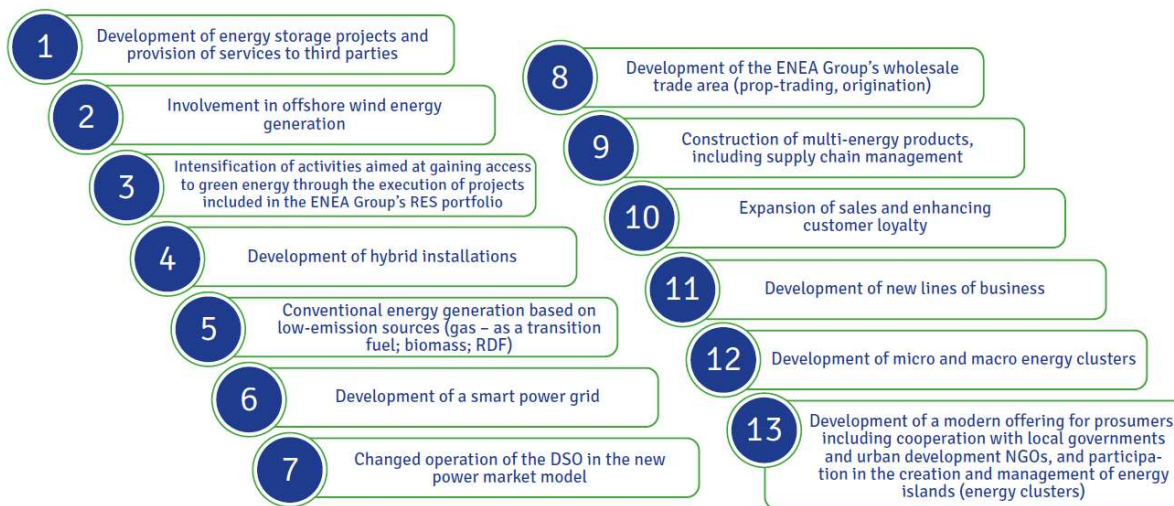 1
Development of energy storage projects and
provision of services to third parties
2
Involvement in offshore wind energy
generation
3
Intensification of activities aimed at gaining access
to green energy through the execution of projects
included in the ENEA Group's RES portfolio
4
Development of hybrid installations
5
Conventional energy generation based on
low-emission sources (gas – as a transition
fuel; biomass; RDF)
6
Development of a smart power grid
7
Changed operation of the DSO in the new
power market model
8
Development of the ENEA Group's wholesale
trade area (prop-trading, origination)
9
Construction of multi-energy products,
including supply chain management
10
Expansion of sales and enhancing
customer loyalty
11
Development of new lines of business
12
Development of micro and macro energy clusters
13
Development of a modern offering for prosumers
including cooperation with local governments
and urban development NGOs, and participa-
tion in the creation and management of energy
islands (energy clusters)